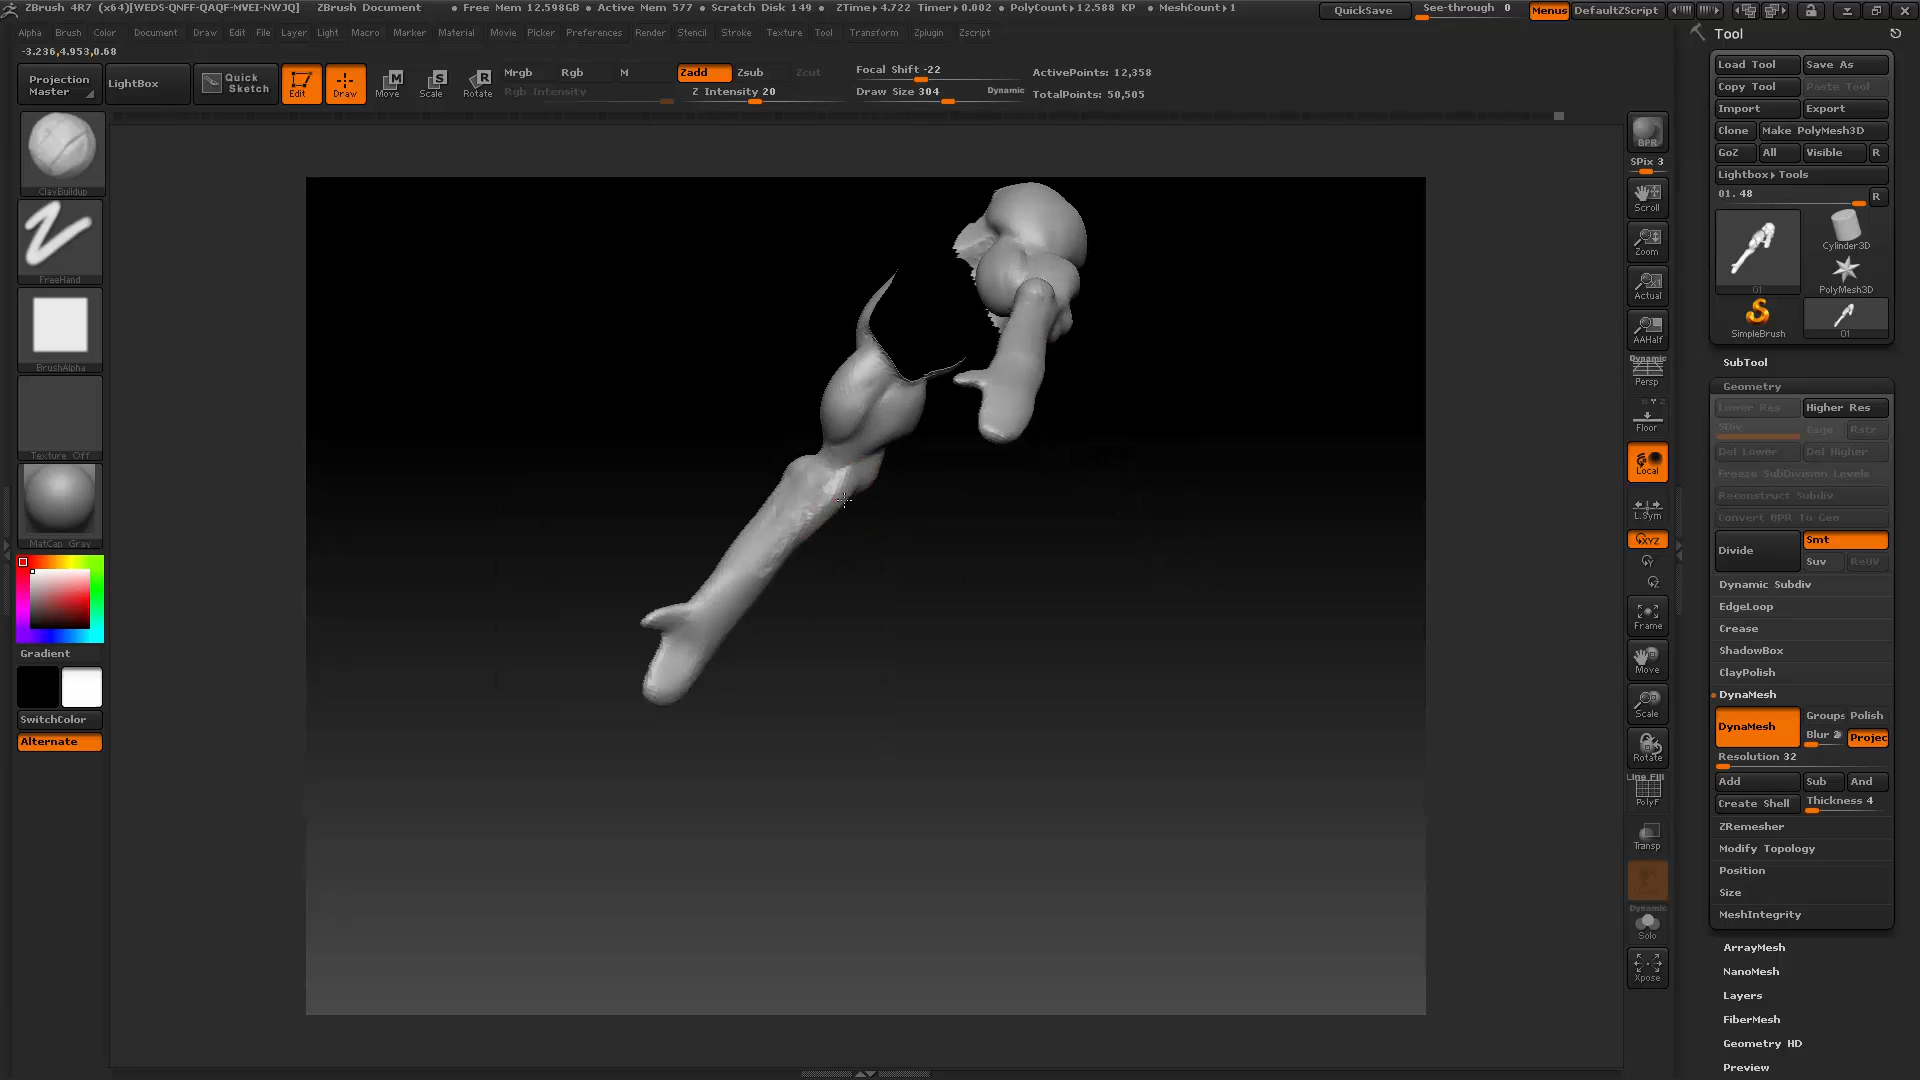 ZBrush 4R7 (x64)[WEDS-QNFF-QAQF-MVEI-NWJQ] ZBrush Document • Free Mem 12.598GB • Active Mem 577 • Scratch Disk 149 • ZTime▸4.722 Timer▸0.002 • PolyCount▸12.588 KP • MeshCount▸1 QuickSave See-through 0 Menus DefaultZScript
Alpha Brush Color Document Draw Edit File Layer Light Macro Marker Material Movie Picker Preferences Render Stencil Stroke Texture Tool Transform Zplugin Zscript
-3.236,4.953,0.68
Projection Master
LightBox
Quick Sketch
Edit
Draw
Move
Scale
Rotate
Mrgb Rgb M
Rgb Intensity
Zadd Zsub Zcut
Z Intensity 20
Focal Shift -22
Draw Size 304 Dynamic
ActivePoints: 12,358
TotalPoints: 50,505
ClayBuildup
FreeHand
BrushAlpha
Texture Off
MatCap Gray
Gradient
SwitchColor
Alternate
BPR
SPix 3
Scroll
Zoom
Actual
AAHalf
Dynamic
Persp
Floor
Local
L.Sym
XYZ
Frame
Move
Scale
Rotate
Line Fill
PolyF
Transp
Dynamic
Solo
Xpose
Tool
Load Tool Save As
Copy Tool Paste Tool
Import Export
Clone Make PolyMesh3D
GoZ All Visible R
Lightbox▸Tools
01. 48 R
01
Cylinder3D
PolyMesh3D
SimpleBrush
01
SubTool
Geometry
Lower Res Higher Res
SDiv Cage Rstr
Del Lower Del Higher
Freeze SubDivision Levels
Reconstruct Subdiv
Convert BPR To Geo
Divide Smt
Suv ReUV
Dynamic Subdiv
EdgeLoop
Crease
ShadowBox
ClayPolish
DynaMesh
DynaMesh Groups Polish
Blur 2 Projec
Resolution 32
Add Sub And
Create Shell Thickness 4
ZRemesher
Modify Topology
Position
Size
MeshIntegrity
ArrayMesh
NanoMesh
Layers
FiberMesh
Geometry HD
Preview